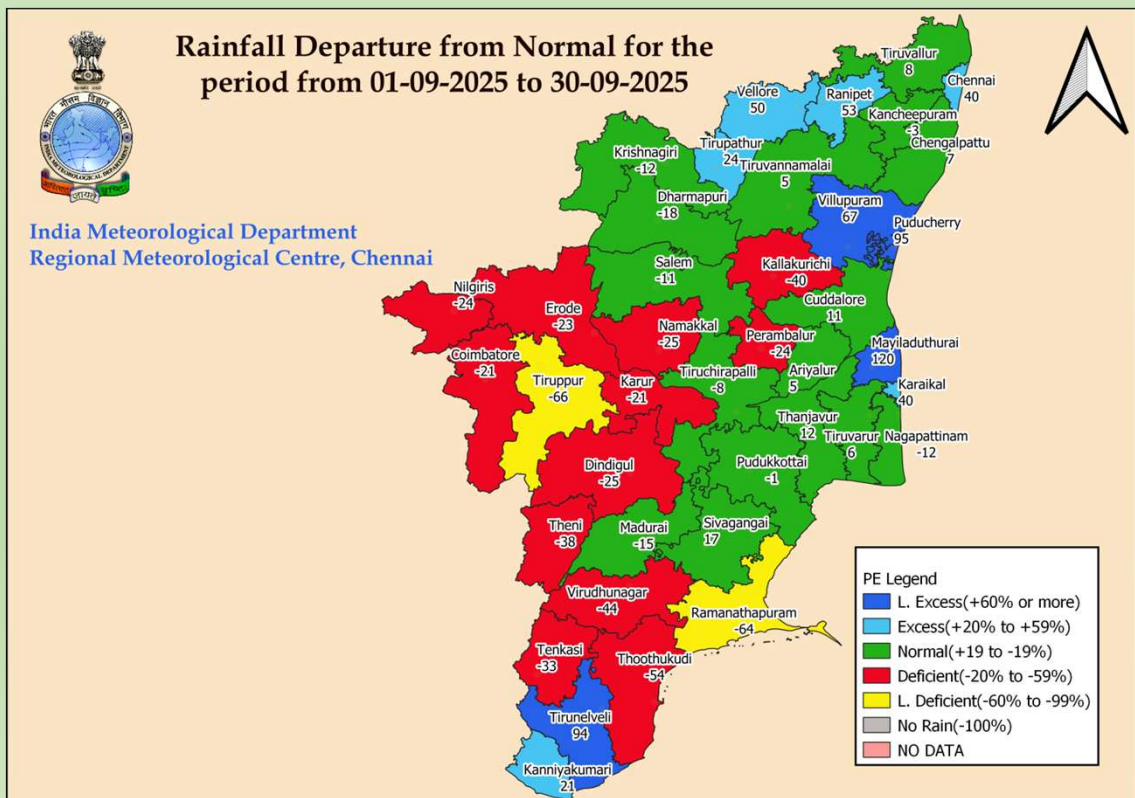 Rainfall Departure from Normal for the
period from 01-09-2025 to 30-09-2025
भारत मौसम विज्ञान विभाग
INDIA METEOROLOGICAL DEPARTMENT
India Meteorological Department
Regional Meteorological Centre, Chennai
Tiruvallur
8
Chennai
40
Vellore
50
Ranipet
53
Kancheepuram
-3
Chengalpattu
7
Tirupathur
24
Krishnagiri
-12
Tiruvannamalai
5
Dharmapuri
-18
Villupuram
67
Puducherry
95
Salem
-11
Kallakurichi
-40
Nilgiris
-24
Erode
-23
Cuddalore
11
Namakkal
-25
Perambalur
-24
Mayiladuthurai
120
Coimbatore
-21
Tiruppur
-66
Karur
-21
Tiruchirapalli
-8
Ariyalur
5
Karaikal
40
Thanjavur
12
Tiruvarur
6
Nagapattinam
-12
Dindigul
-25
Pudukkottai
-1
Theni
-38
Madurai
-15
Sivagangai
17
Virudhunagar
-44
Ramanathapuram
-64
Tenkasi
-33
Thoothukudi
-54
Tirunelveli
94
Kanniyakumari
21
PE Legend
L. Excess(+60% or more)
Excess(+20% to +59%)
Normal(+19 to -19%)
Deficient(-20% to -59%)
L. Deficient(-60% to -99%)
No Rain(-100%)
NO DATA